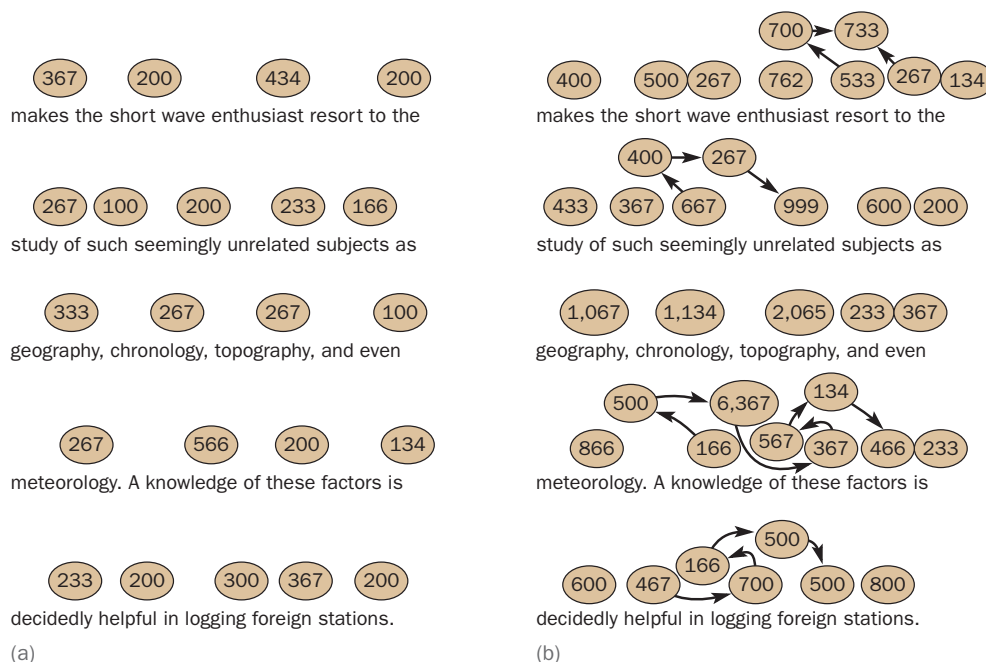 367 200 434 200
makes the short wave enthusiast resort to the
267 100 200 233 166
study of such seemingly unrelated subjects as
333 267 267 100
geography, chronology, topography, and even
267 566 200 134
meteorology. A knowledge of these factors is
233 200 300 367 200
decidedly helpful in logging foreign stations.
(a)
700 733
400 500 267 762 533 267 134
makes the short wave enthusiast resort to the
400 267
433 367 667 999 600 200
study of such seemingly unrelated subjects as
1,067 1,134 2,065 233 367
geography, chronology, topography, and even
500 6,367 134
866 166 567 367 466 233
meteorology. A knowledge of these factors is
500
166
600 467 700 500 800
decidedly helpful in logging foreign stations.
(b)